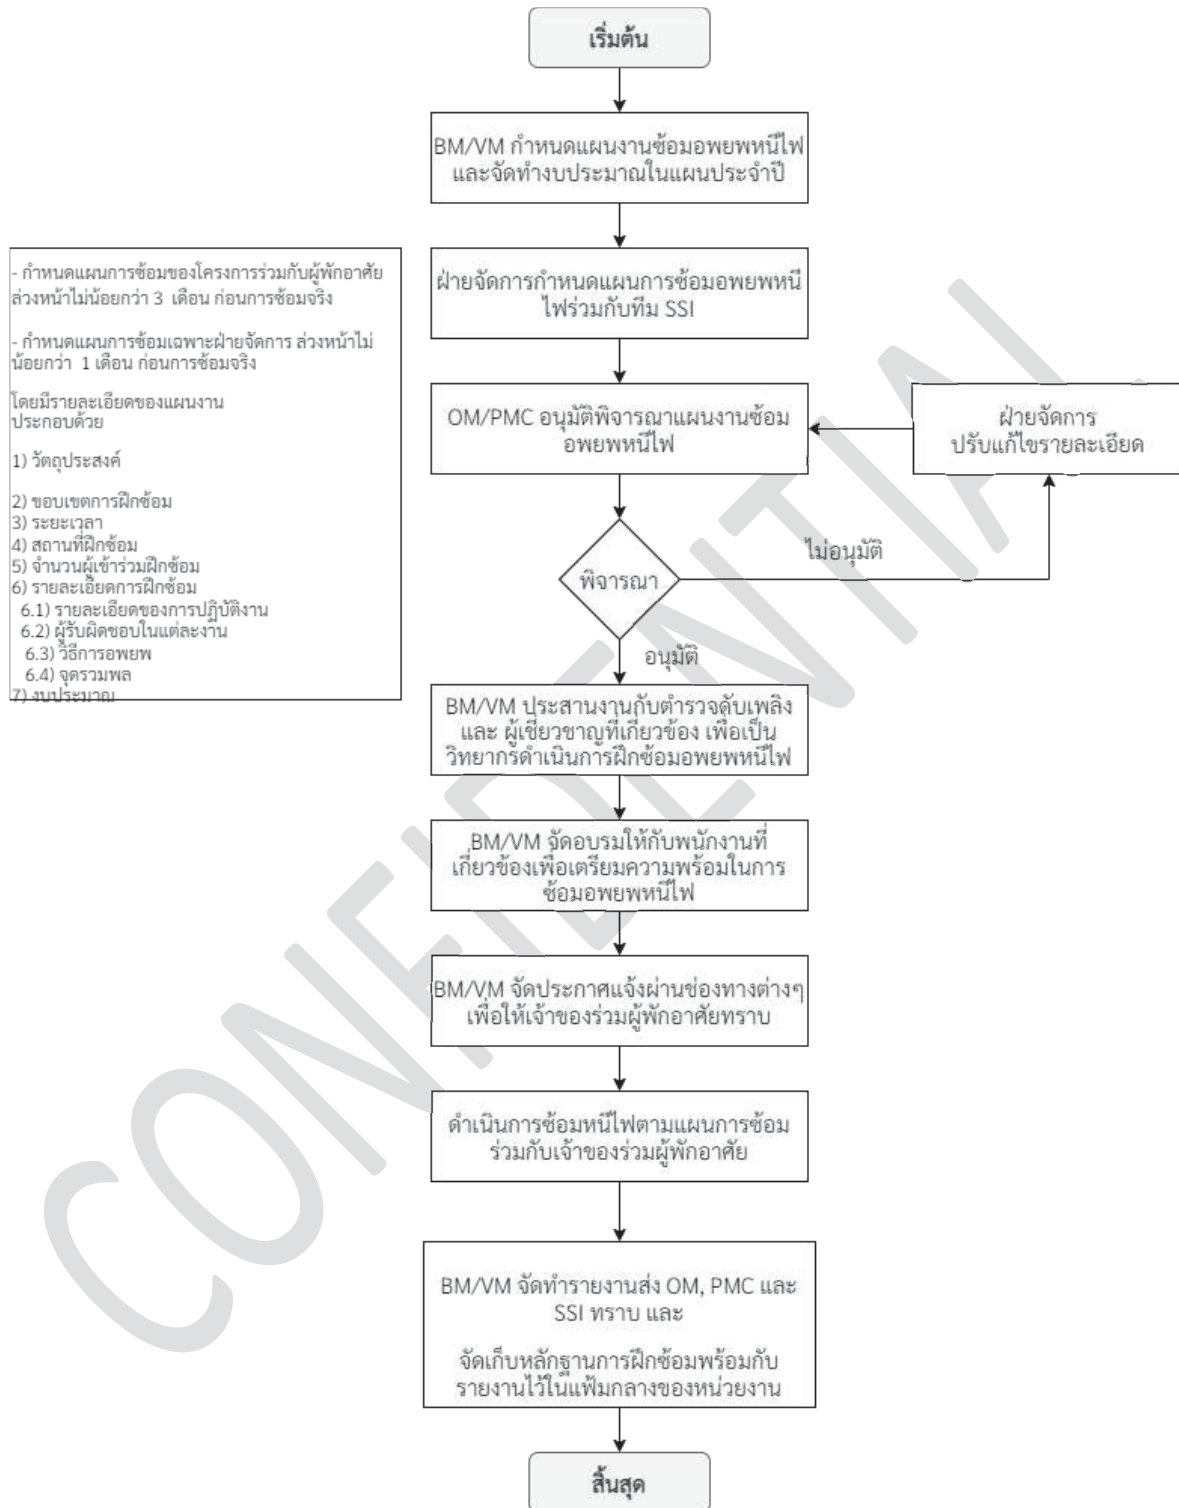 เริ่มต้น
BM/VM กำหนดแผนงานซ้อมอพยพหนีไฟ
และจัดทำงบประมาณในแผนประจำปี
- กำหนดแผนการซ้อมของโครงการร่วมกับผู้พักอาศัย
ล่วงหน้าไม่น้อยกว่า 3 เดือน ก่อนการซ้อมจริง
- กำหนดแผนการซ้อมเฉพาะฝ่ายจัดการ ล่วงหน้าไม่
น้อยกว่า 1 เดือน ก่อนการซ้อมจริง
โดยมีรายละเอียดของแผนงาน
ประกอบด้วย
1) วัตถุประสงค์
2) ขอบเขตการฝึกซ้อม
3) ระยะเวลา
4) สถานที่ฝึกซ้อม
5) จำนวนผู้เข้าร่วมฝึกซ้อม
6) รายละเอียดการฝึกซ้อม
6.1) รายละเอียดของการปฏิบัติงาน
6.2) ผู้รับผิดชอบในแต่ละงาน
6.3) วิธีการอพยพ
6.4) จุดรวมพล
7) งบประมาณ
ฝ่ายจัดการกำหนดแผนการซ้อมอพยพหนี
ไฟร่วมกับทีม SSI
OM/PMC อนุมัติพิจารณาแผนงานซ้อม
อพยพหนีไฟ
ฝ่ายจัดการ
ปรับแก้ไขรายละเอียด
พิจารณา
ไม่อนุมัติ
อนุมัติ
BM/VM ประสานงานกับตำรวจดับเพลิง
และ ผู้เชี่ยวชาญที่เกี่ยวข้อง เพื่อเป็น
วิทยากรดำเนินการฝึกซ้อมอพยพหนีไฟ
BM/VM จัดอบรมให้กับพนักงานที่
เกี่ยวข้องเพื่อเตรียมความพร้อมในการ
ซ้อมอพยพหนีไฟ
BM/VM จัดประกาศแจ้งผ่านช่องทางต่างๆ
เพื่อให้เจ้าของร่วมผู้พักอาศัยทราบ
ดำเนินการซ้อมหนีไฟตามแผนการซ้อม
ร่วมกับเจ้าของร่วมผู้พักอาศัย
BM/VM จัดทำรายงานส่ง OM, PMC และ
SSI ทราบ และ
จัดเก็บหลักฐานการฝึกซ้อมพร้อมกับ
รายงานไว้ในแฟ้มกลางของหน่วยงาน
สิ้นสุด
CONFIDENTIAL